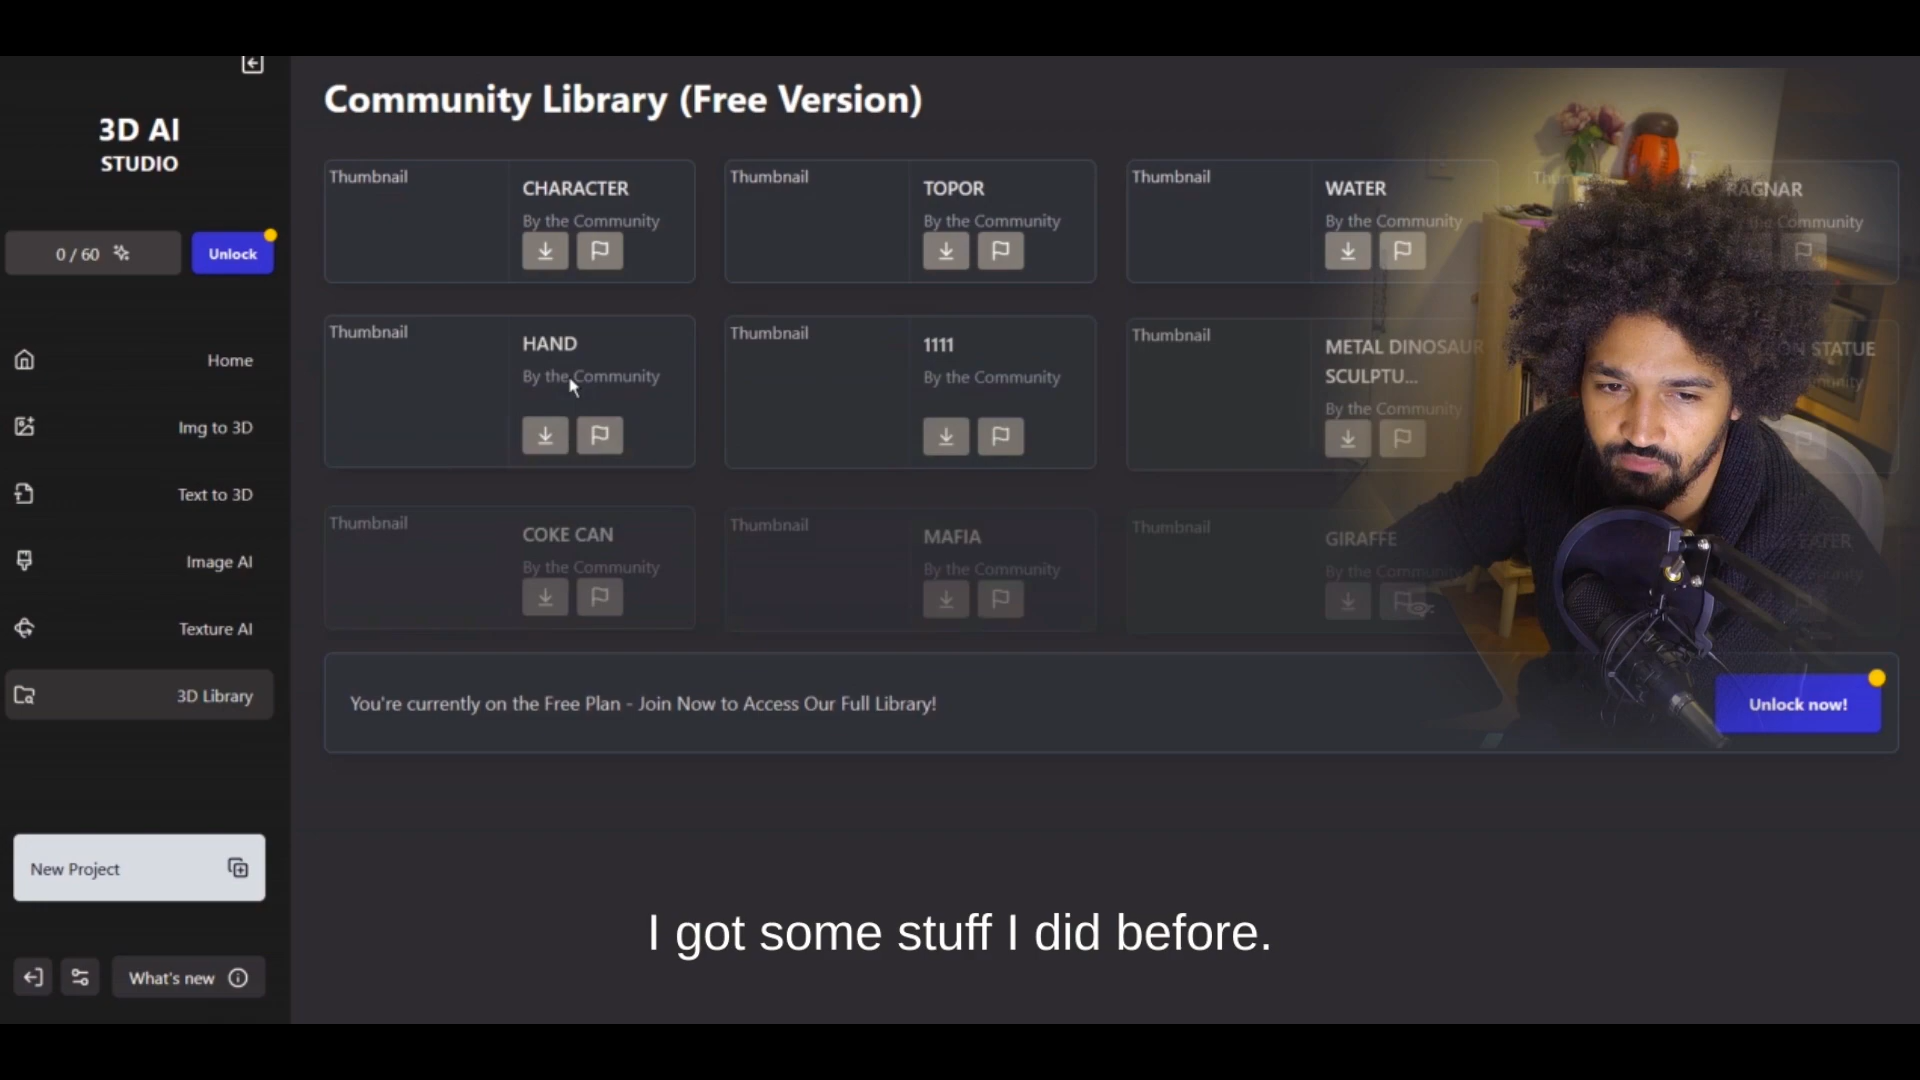 3D AI
STUDIO
0 / 60
Unlock
Home
Img to 3D
Text to 3D
Image AI
Texture AI
3D Library
New Project
What's new
Community Library (Free Version)
Thumbnail
CHARACTER
By the Community
Thumbnail
TOPOR
By the Community
Thumbnail
WATER
By the Community
RAGNAR
Community
Thumbnail
HAND
By the Community
Thumbnail
1111
By the Community
Thumbnail
METAL DINOSAUR
SCULPTU...
By the Community
STATUE
Thumbnail
COKE CAN
By the Community
Thumbnail
MAFIA
By the Community
Thumbnail
GIRAFFE
By the Community
You're currently on the Free Plan - Join Now to Access Our Full Library!
Unlock now!
I got some stuff I did before.